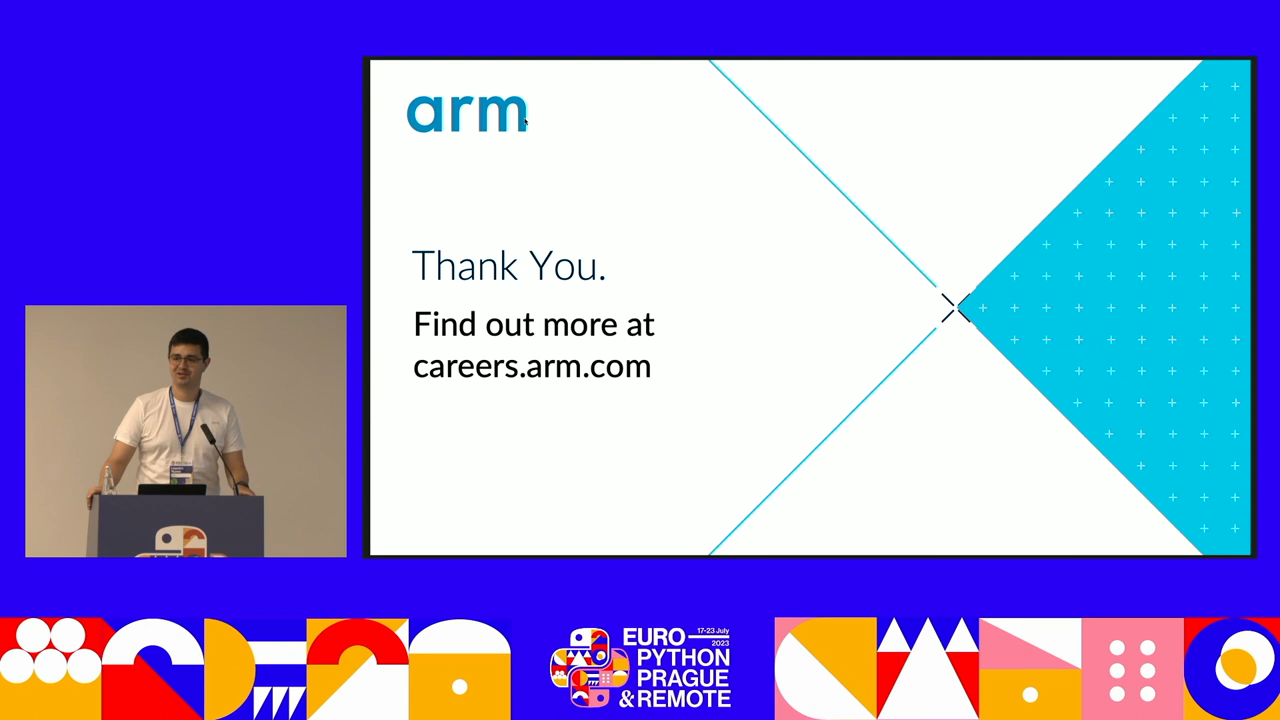 arm
Thank You.
Find out more at
careers.arm.com
EURO 17-23 July
2023
PYTHON
PRAGUE
& REMOTE